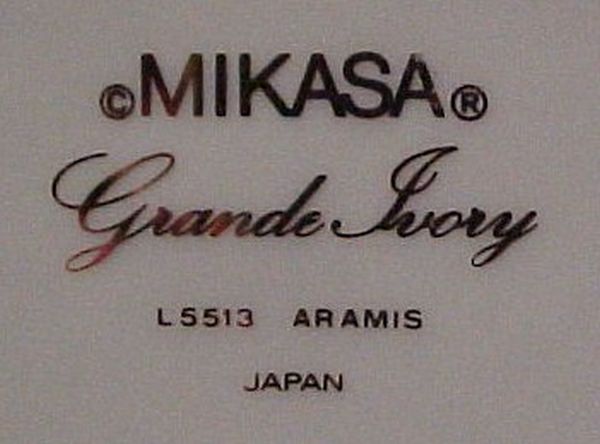 ©MIKASA®
Grande Ivory
L5513 ARAMIS
JAPAN